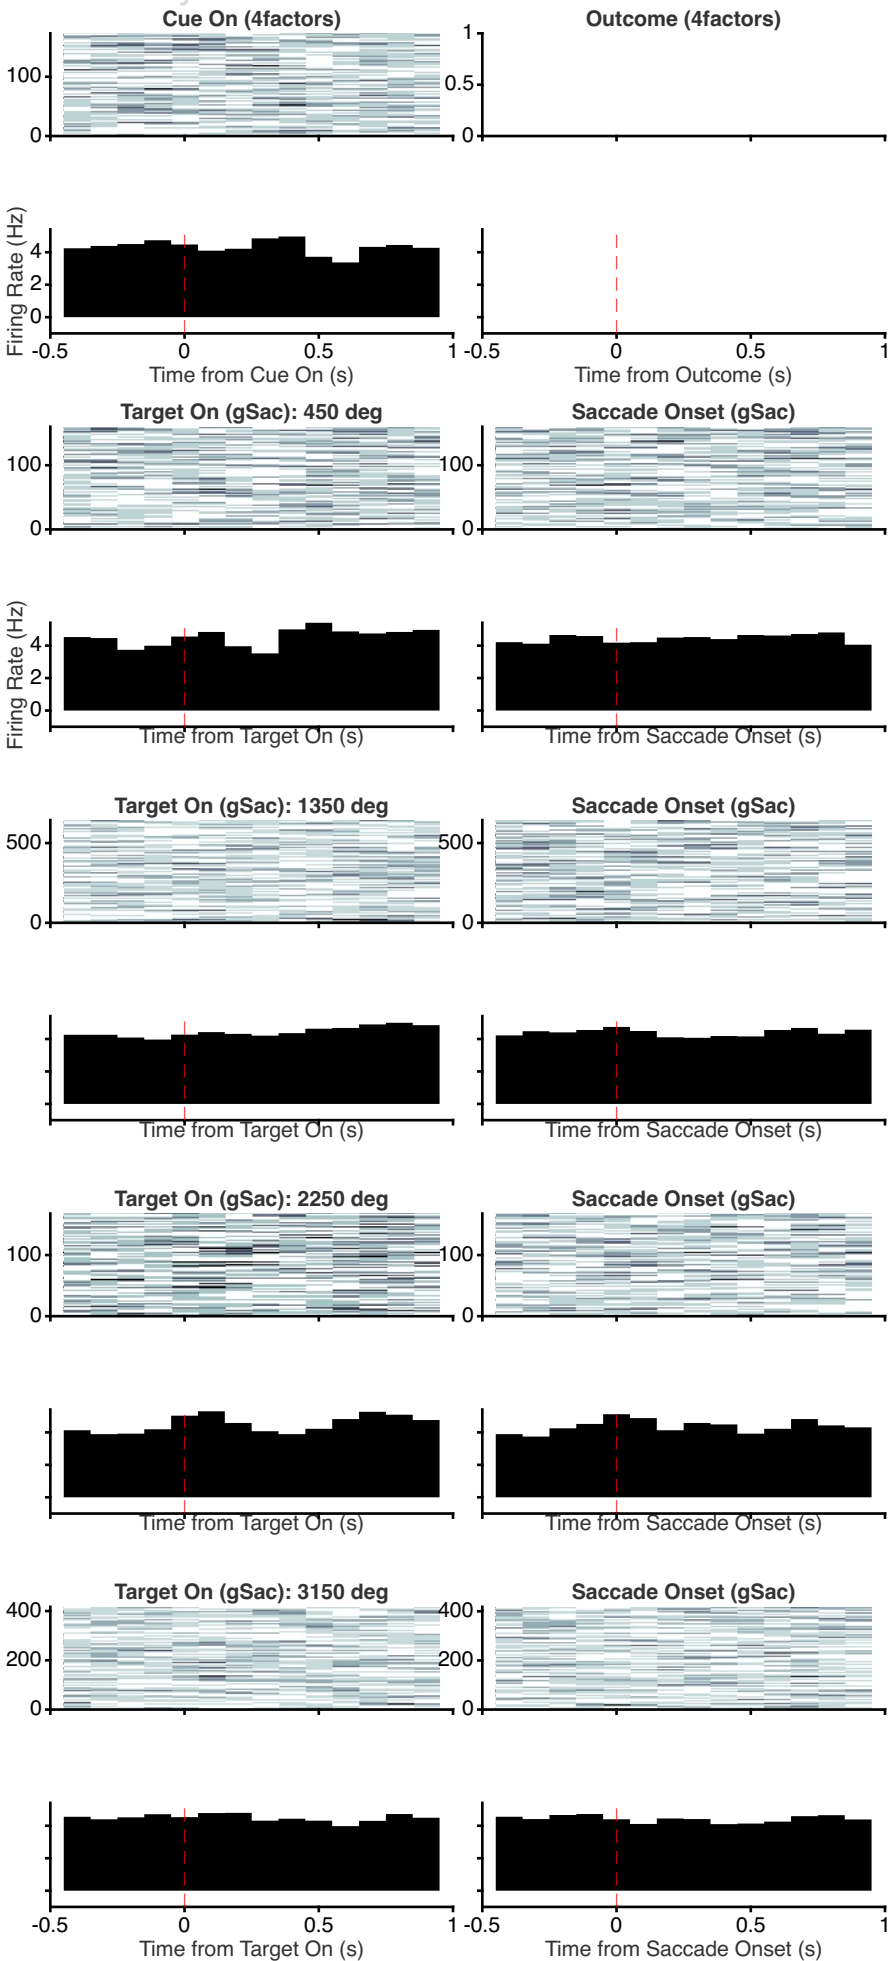 Cue On (4factors)
Outcome (4factors)
100
0
1
0.5
0
Firing Rate (Hz)
4
2
0
-0.5 0 0.5 1
-0.5 0 0.5 1
Time from Cue On (s)
Time from Outcome (s)
Target On (gSac): 450 deg
Saccade Onset (gSac)
100
0
100
0
Firing Rate (Hz)
4
2
0
Time from Target On (s)
Time from Saccade Onset (s)
Target On (gSac): 1350 deg
Saccade Onset (gSac)
500
0
500
0
Time from Target On (s)
Time from Saccade Onset (s)
Target On (gSac): 2250 deg
Saccade Onset (gSac)
100
0
100
0
Time from Target On (s)
Time from Saccade Onset (s)
Target On (gSac): 3150 deg
Saccade Onset (gSac)
400
200
0
400
200
0
-0.5 0 0.5 1
-0.5 0 0.5 1
Time from Target On (s)
Time from Saccade Onset (s)